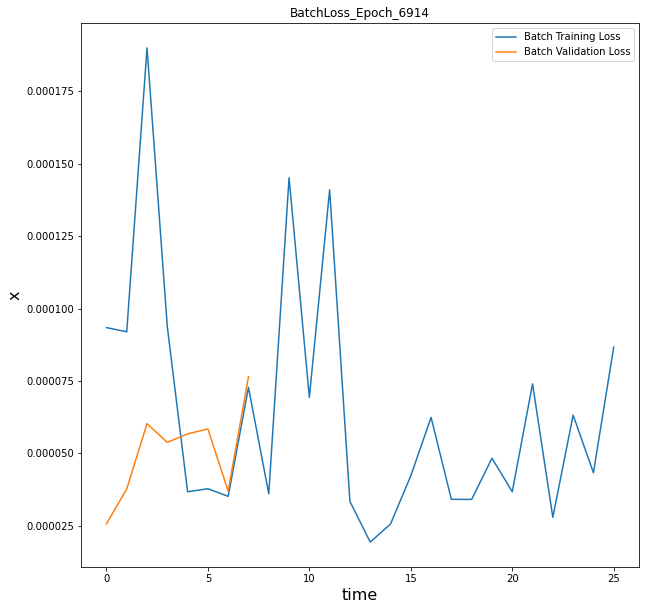 BatchLoss_Epoch_6914
Batch Training Loss
Batch Validation Loss
0.000175
0.000150
0.000125
0.000100
0.000075
0.000050
0.000025
x
0 5 10 15 20 25
time